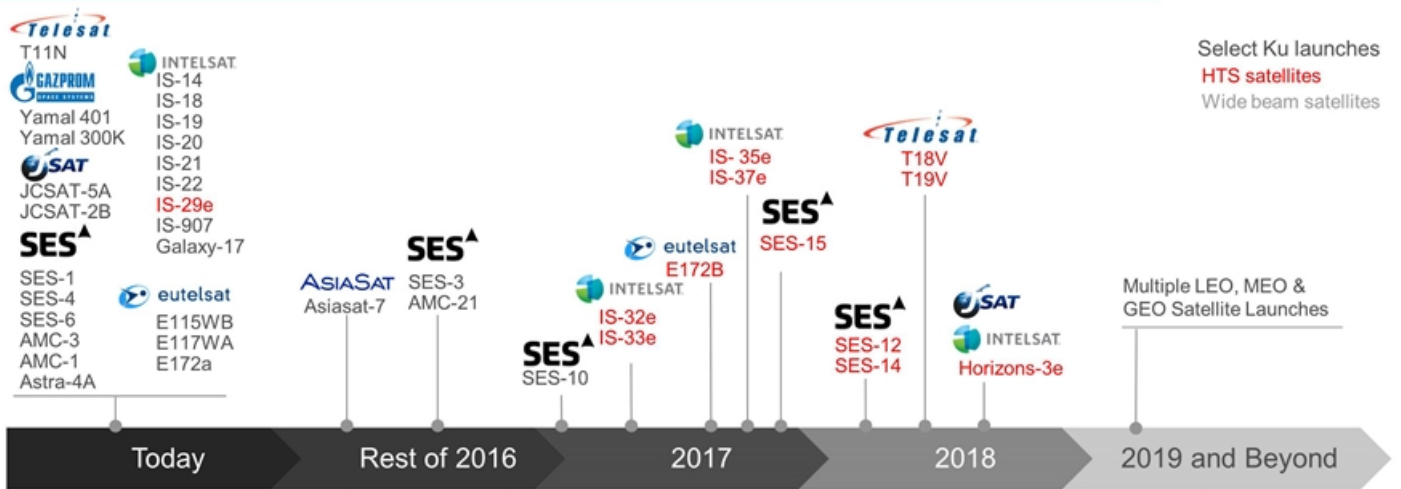 Telesat
T11N
GAZPROM
SPACE SYSTEMS
Yamal 401
Yamal 300K
JSAT
JCSAT-5A
JCSAT-2B
SES
SES-1
SES-4
SES-6
AMC-3
AMC-1
Astra-4A
INTELSAT
IS-14
IS-18
IS-19
IS-20
IS-21
IS-22
IS-29e
IS-907
Galaxy-17
eutelsat
E115WB
E117WA
E172a
ASIASAT
Asiasat-7
SES
SES-3
AMC-21
SES
SES-10
INTELSAT
IS-32e
IS-33e
eutelsat
E172B
INTELSAT
IS- 35e
IS-37e
SES
SES-15
SES
SES-12
SES-14
Telesat
T18V
T19V
JSAT
INTELSAT
Horizons-3e
Multiple LEO, MEO &
GEO Satellite Launches
Select Ku launches
HTS satellites
Wide beam satellites
Today
Rest of 2016
2017
2018
2019 and Beyond